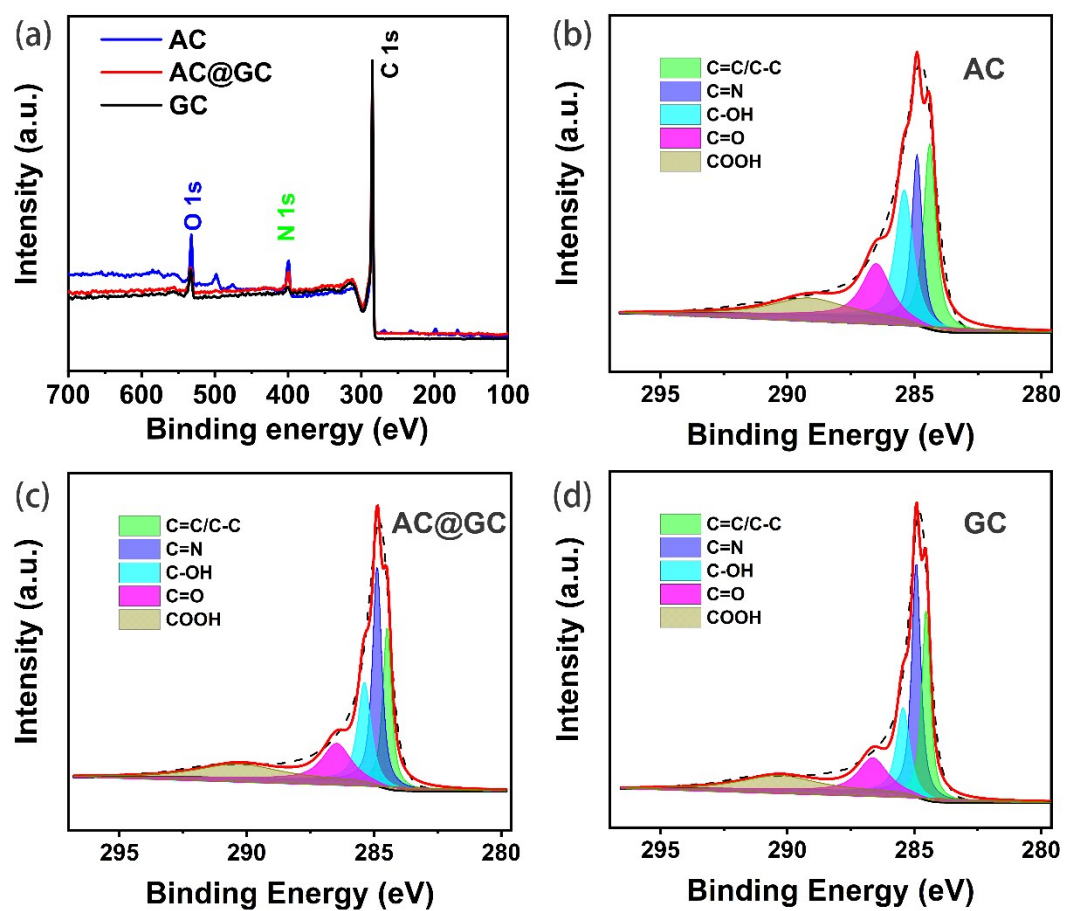 (a)
AC
AC@GC
GC
O 1s
N 1s
C 1s
Intensity (a.u.)
700 600 500 400 300 200 100
Binding energy (eV)
(b)
AC
C=C/C-C
C=N
C-OH
C=O
COOH
Intensity (a.u.)
295 290 285 280
Binding Energy (eV)
(c)
AC@GC
C=C/C-C
C=N
C-OH
C=O
COOH
Intensity (a.u.)
295 290 285 280
Binding Energy (eV)
(d)
GC
C=C/C-C
C=N
C-OH
C=O
COOH
Intensity (a.u.)
295 290 285 280
Binding Energy (eV)